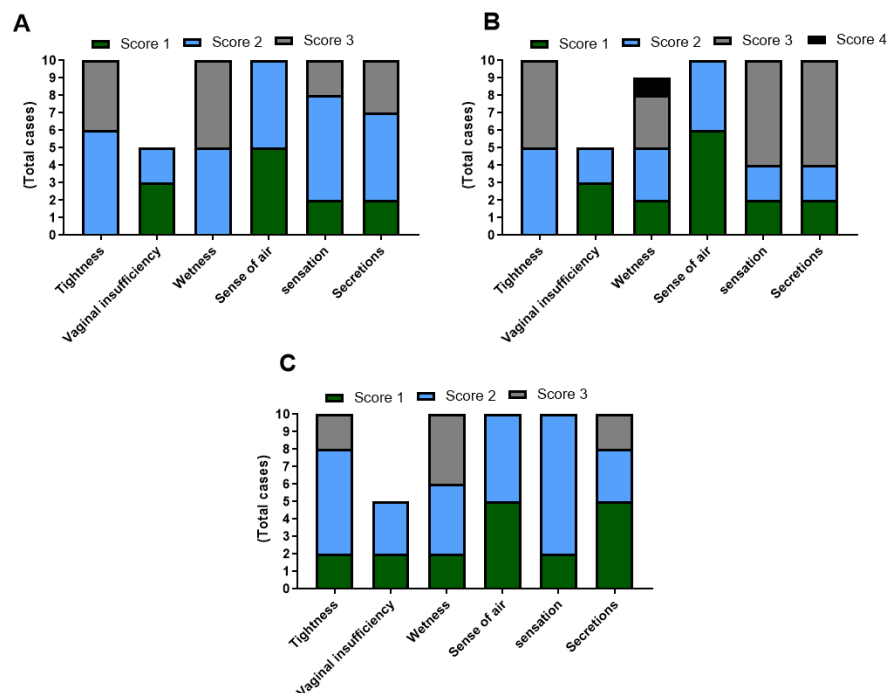 A
Score 1 Score 2 Score 3
(Total cases)
10
9
8
7
6
5
4
3
2
1
0
Tightness
Vaginal insufficiency
Wetness
Sense of air
sensation
Secretions
B
Score 1 Score 2 Score 3 Score 4
(Total cases)
10
9
8
7
6
5
4
3
2
1
0
Tightness
Vaginal insufficiency
Wetness
Sense of air
sensation
Secretions
C
Score 1 Score 2 Score 3
(Total cases)
10
9
8
7
6
5
4
3
2
1
0
Tightness
Vaginal insufficiency
Wetness
Sense of air
sensation
Secretions